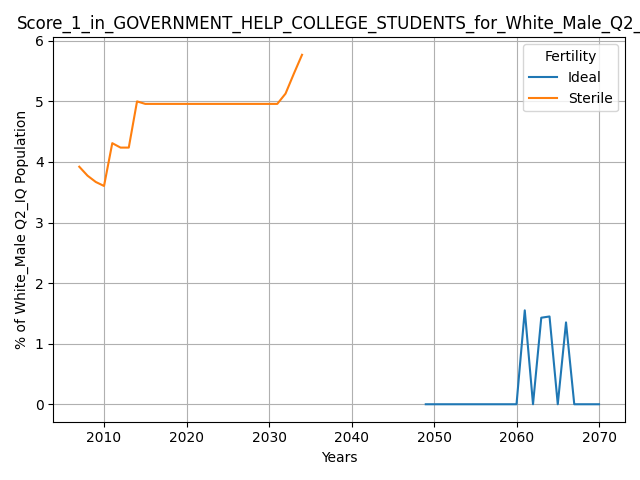 Score_1_in_GOVERNMENT_HELP_COLLEGE_STUDENTS_for_White_Male_Q2_
Fertility
Ideal
Sterile
% of White_Male Q2_IQ Population
6
5
4
3
2
1
0
2010 2020 2030 2040 2050 2060 2070
Years